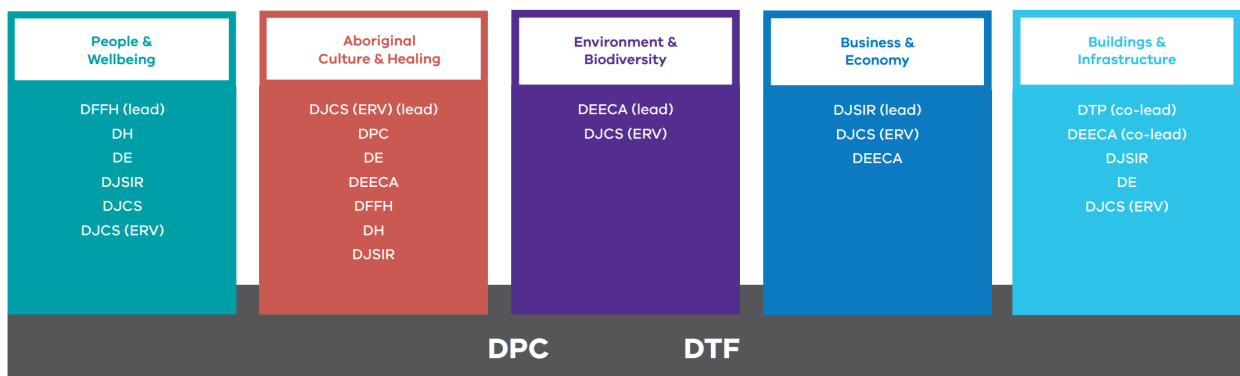 People &
Wellbeing
DFFH (lead)
DH
DE
DJSIR
DJCS
DJCS (ERV)
Aboriginal
Culture & Healing
DJCS (ERV) (lead)
DPC
DE
DEECA
DFFH
DH
DJSIR
Environment &
Biodiversity
DEECA (lead)
DJCS (ERV)
Business &
Economy
DJSIR (lead)
DJCS (ERV)
DEECA
Buildings &
Infrastructure
DTP (co-lead)
DEECA (co-lead)
DJSIR
DE
DJCS (ERV)
DPC DTF